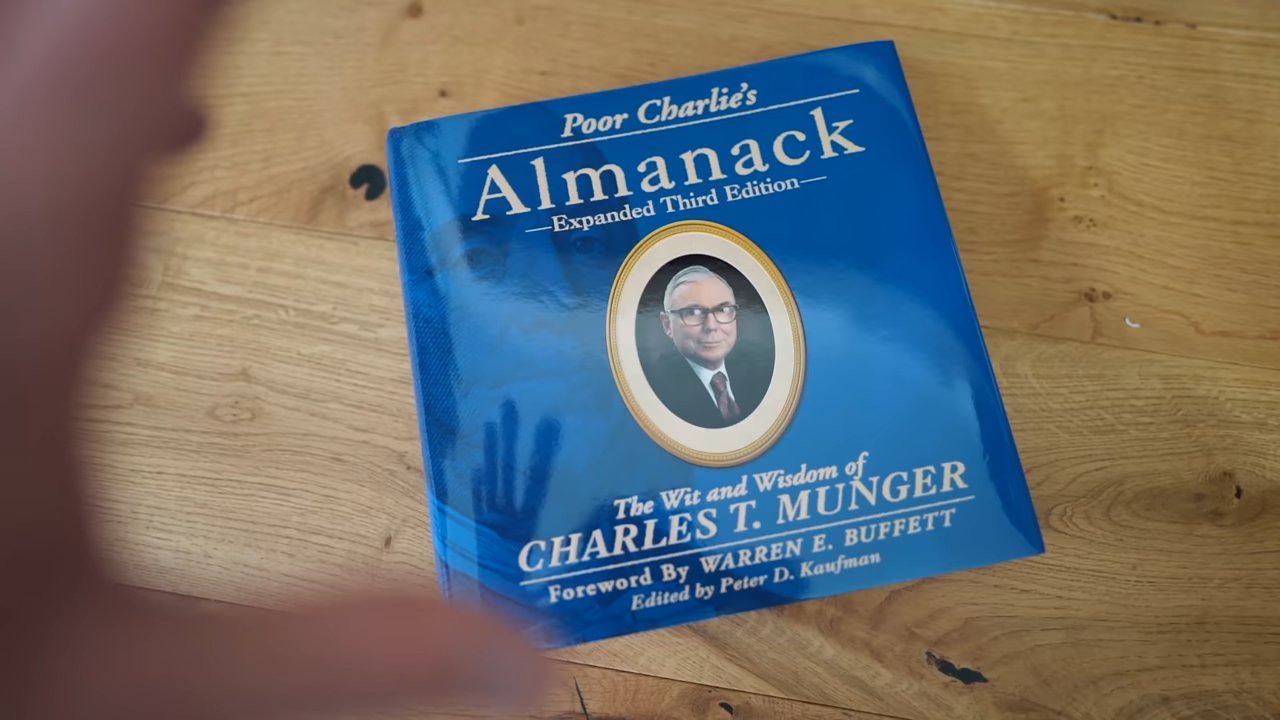 Poor Charlie's
Almanack
—Expanded Third Edition—
The Wit and Wisdom of
CHARLES T. MUNGER
Foreword By WARREN E. BUFFETT
Edited by Peter D. Kaufman